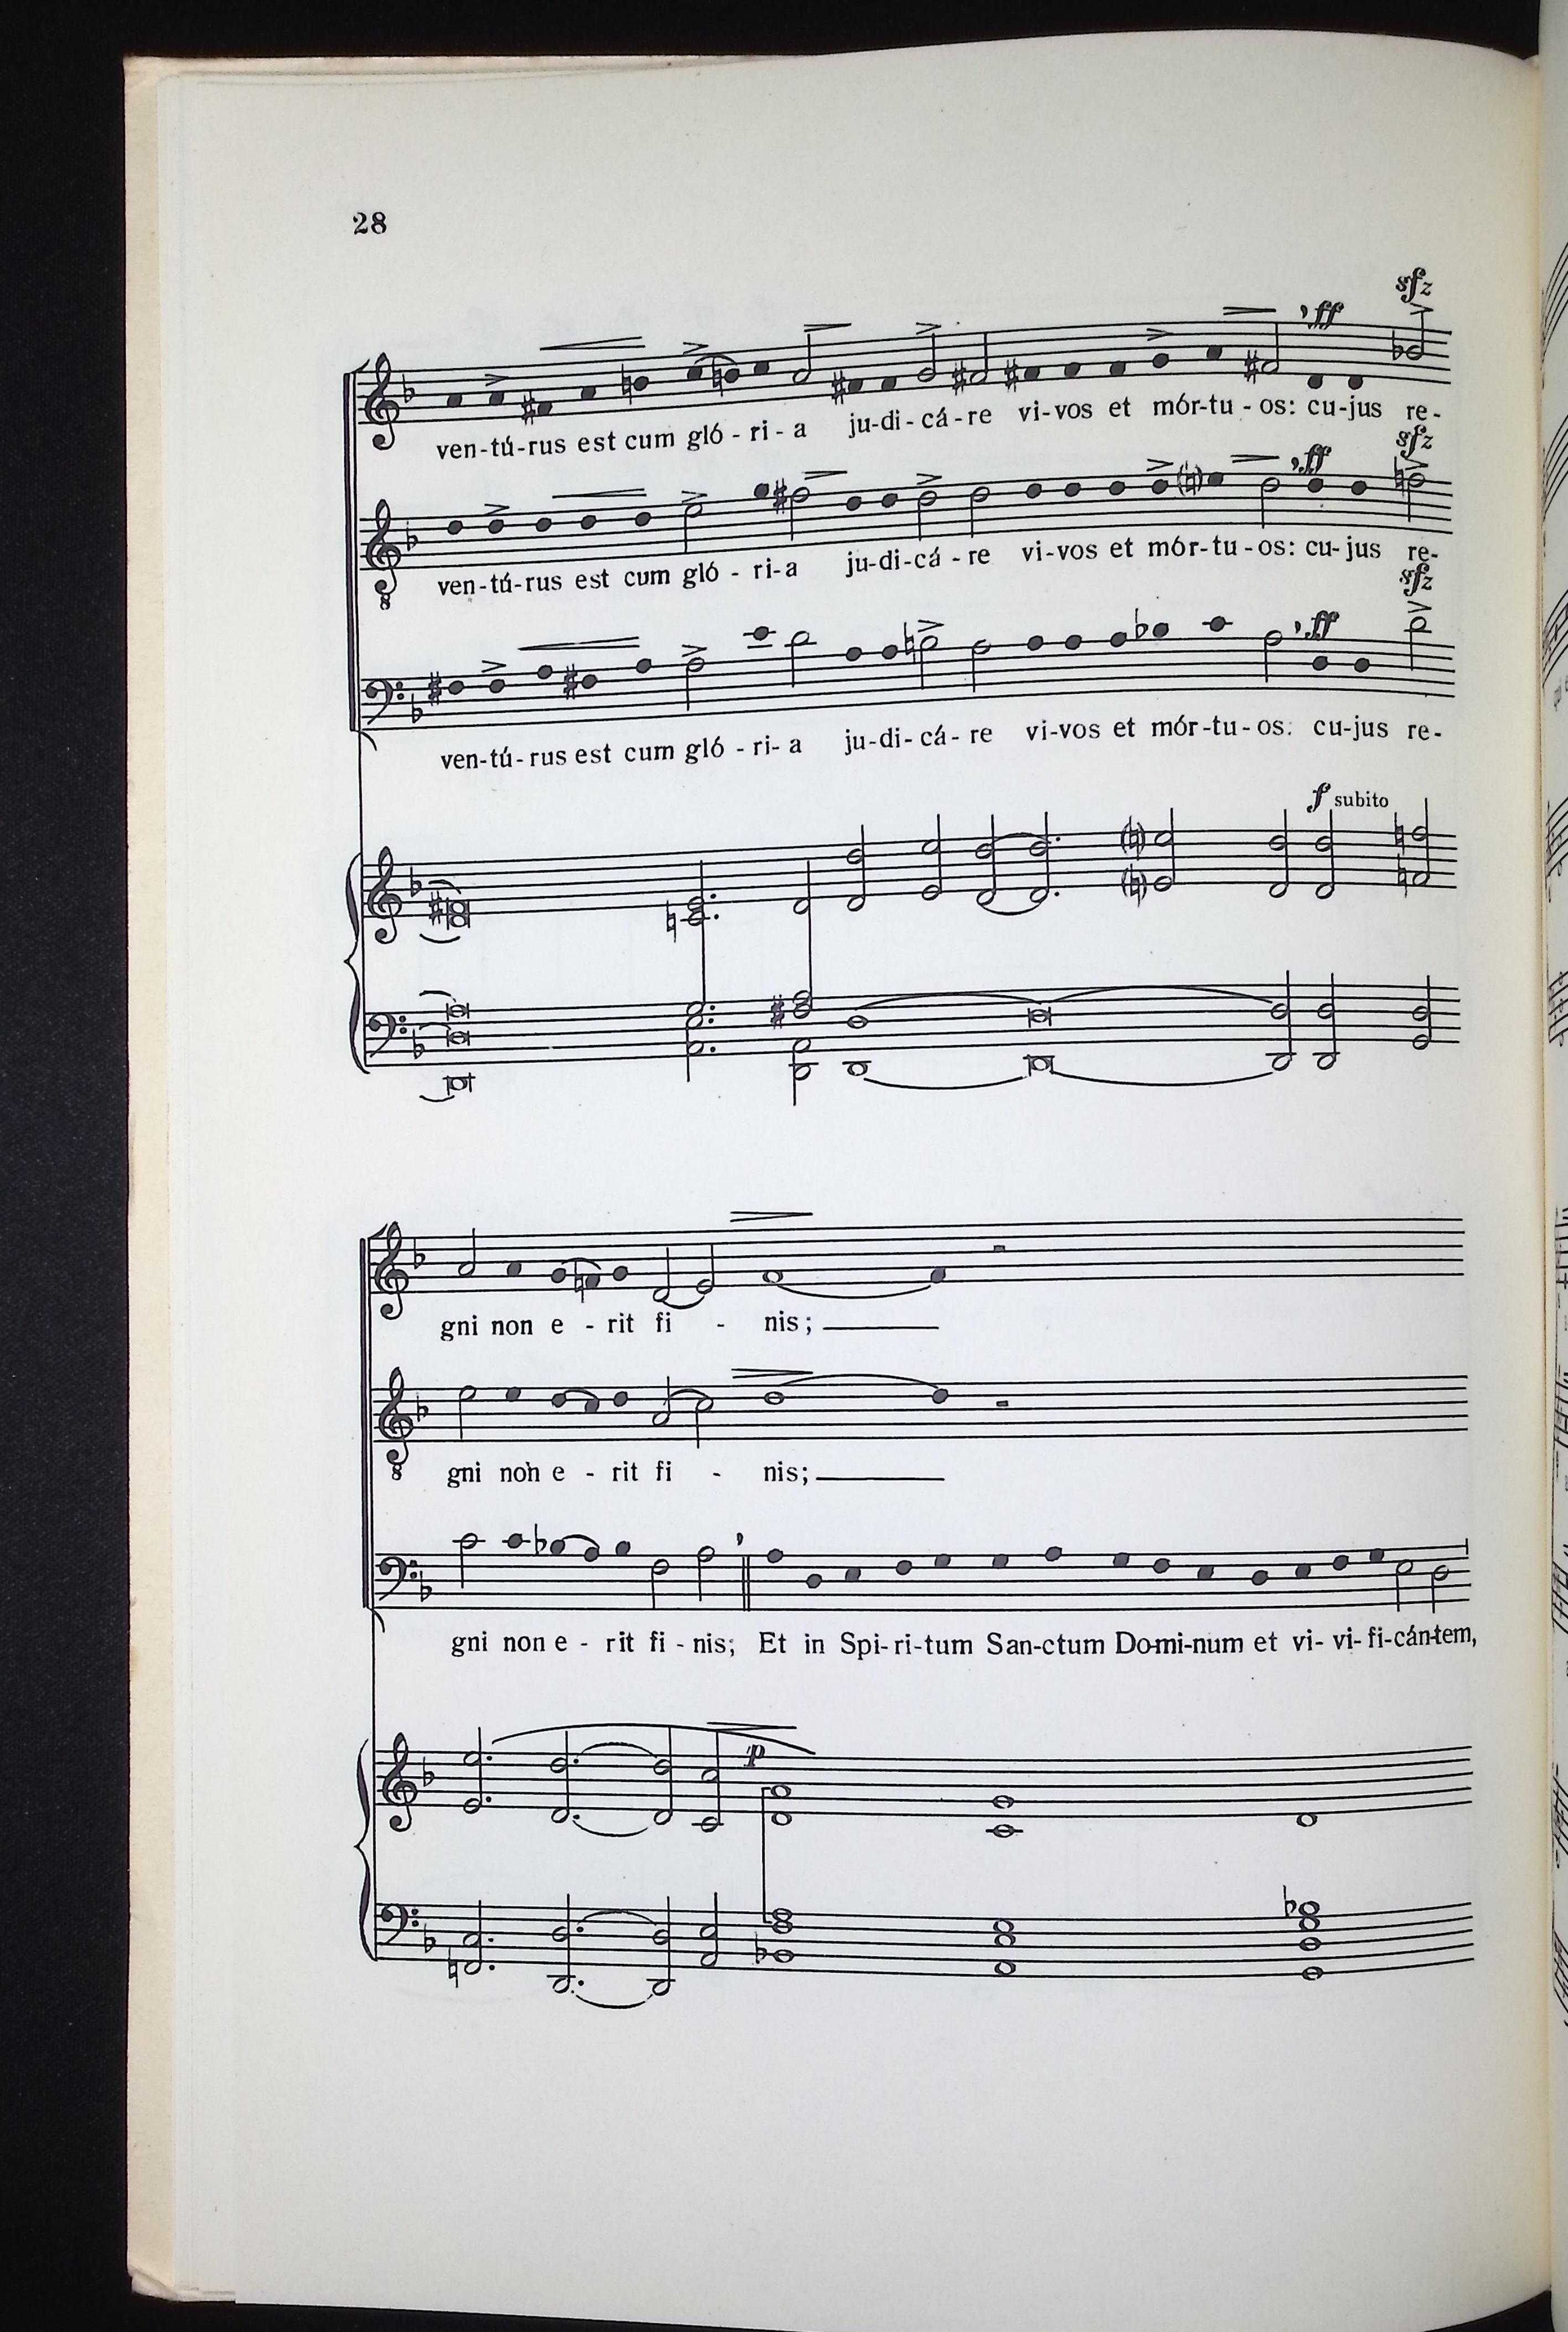 28
sfz
, ff
ven-tú-rus est cum gló - ri - a ju-di-cá-re vi-vos et mór-tu - os: cu-jus re-
sfz
, ff
8
ven-tú-rus est cum gló - ri-a ju-di-cá - re vi-vos et mór-tu-os: cu-jus re-
sfz
, ff
ven-tú-rus est cum gló - ri- a ju-di-cá- re vi-vos et mór-tu-os: cu-jus re-
f subito
gni non e - rit fi - nis;
8
gni noh e - rit fi - nis;
gni non e - rit fi - nis; Et in Spi-ri-tum San-ctum Do-mi-num et vi- vi- fi-cán-tem,
p